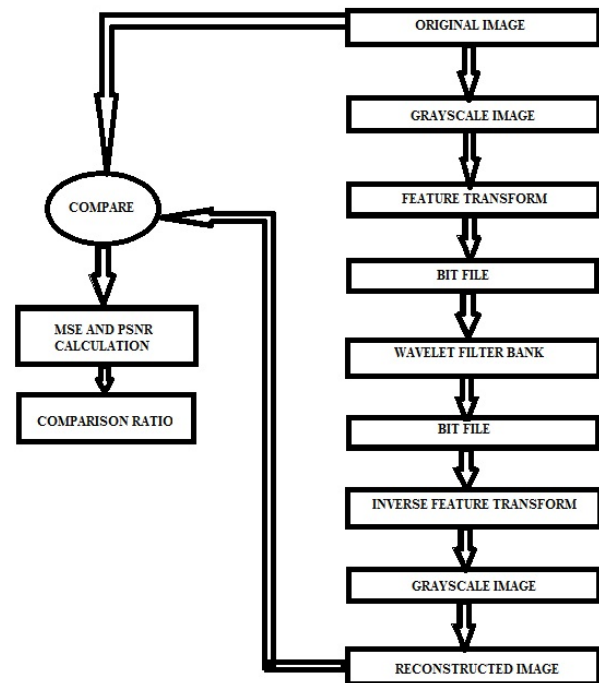 ORIGINAL IMAGE
GRAYSCALE IMAGE
FEATURE TRANSFORM
COMPARE
BIT FILE
MSE AND PSNR
CALCULATION
WAVELET FILTER BANK
COMPARISON RATIO
BIT FILE
INVERSE FEATURE TRANSFORM
GRAYSCALE IMAGE
RECONSTRUCTED IMAGE